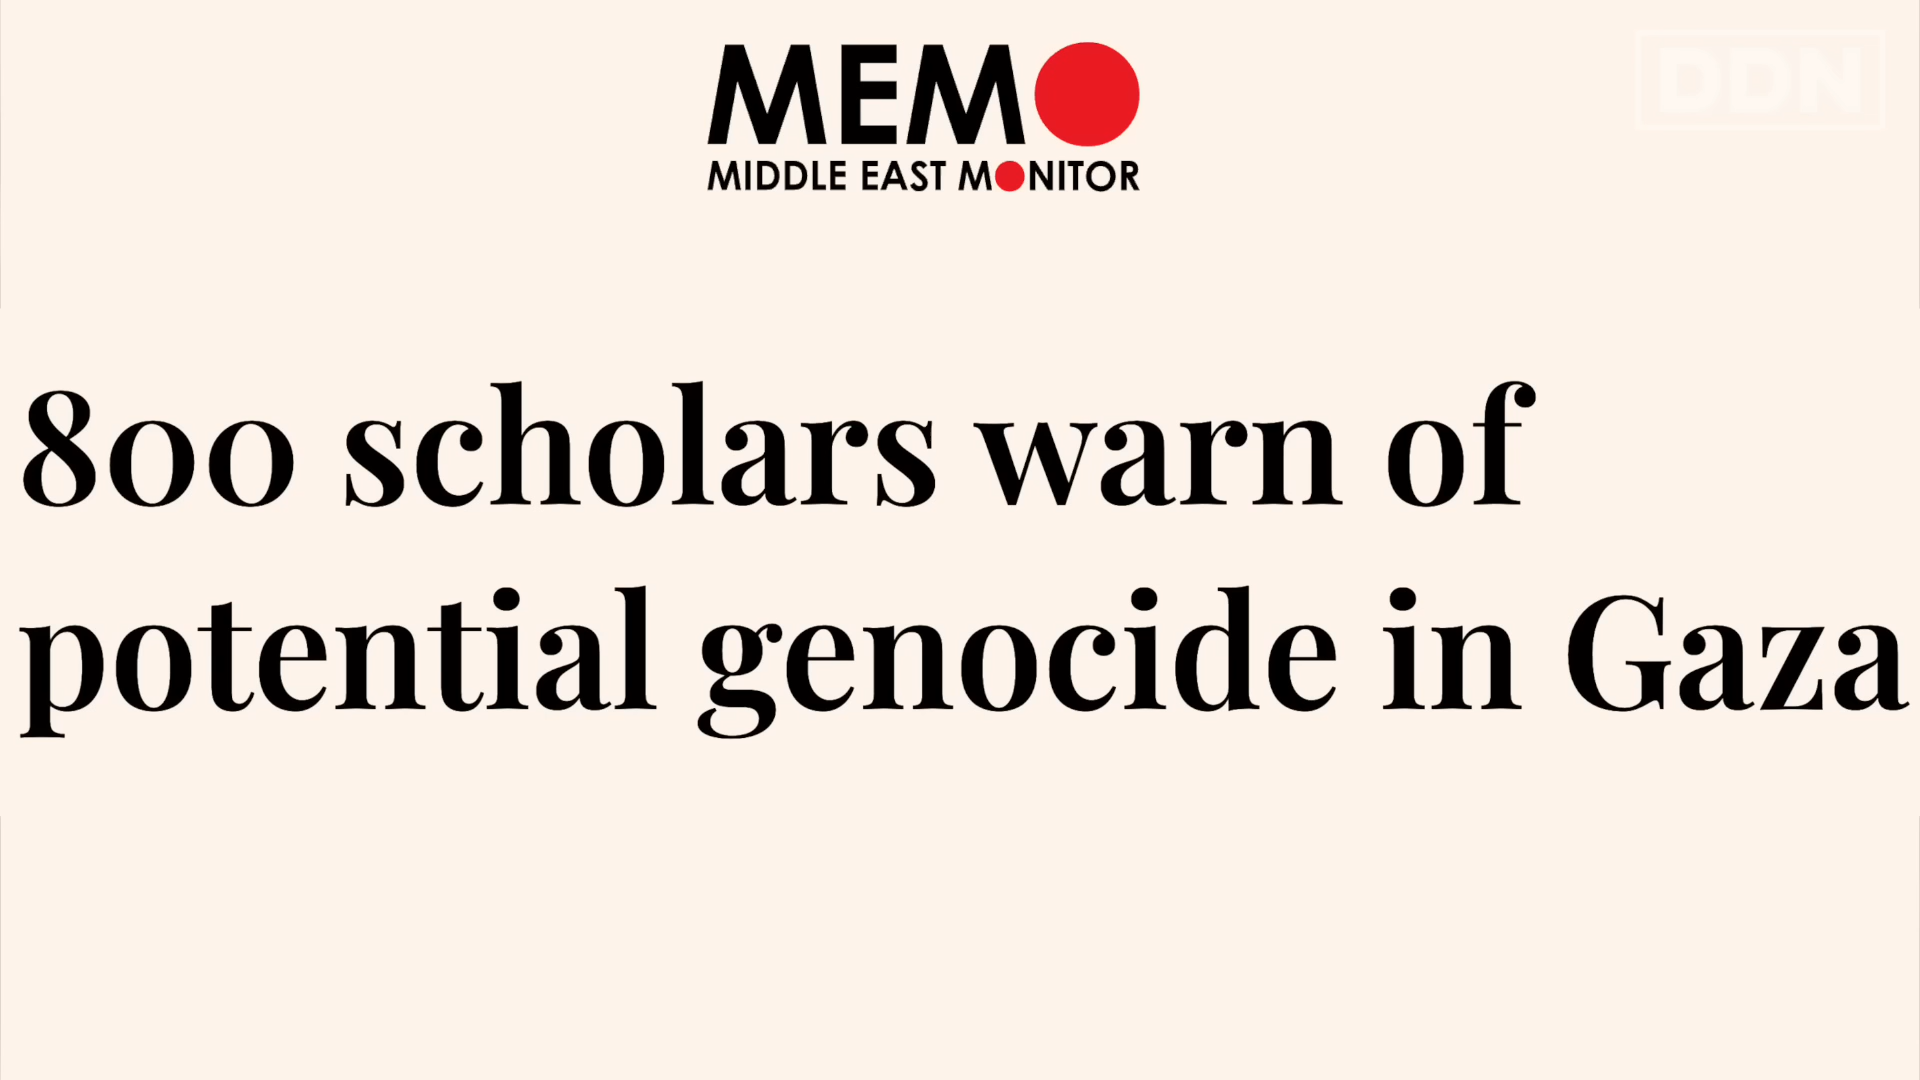 MEMO
MIDDLE EAST MONITOR
DDN
800 scholars warn of
potential genocide in Gaza